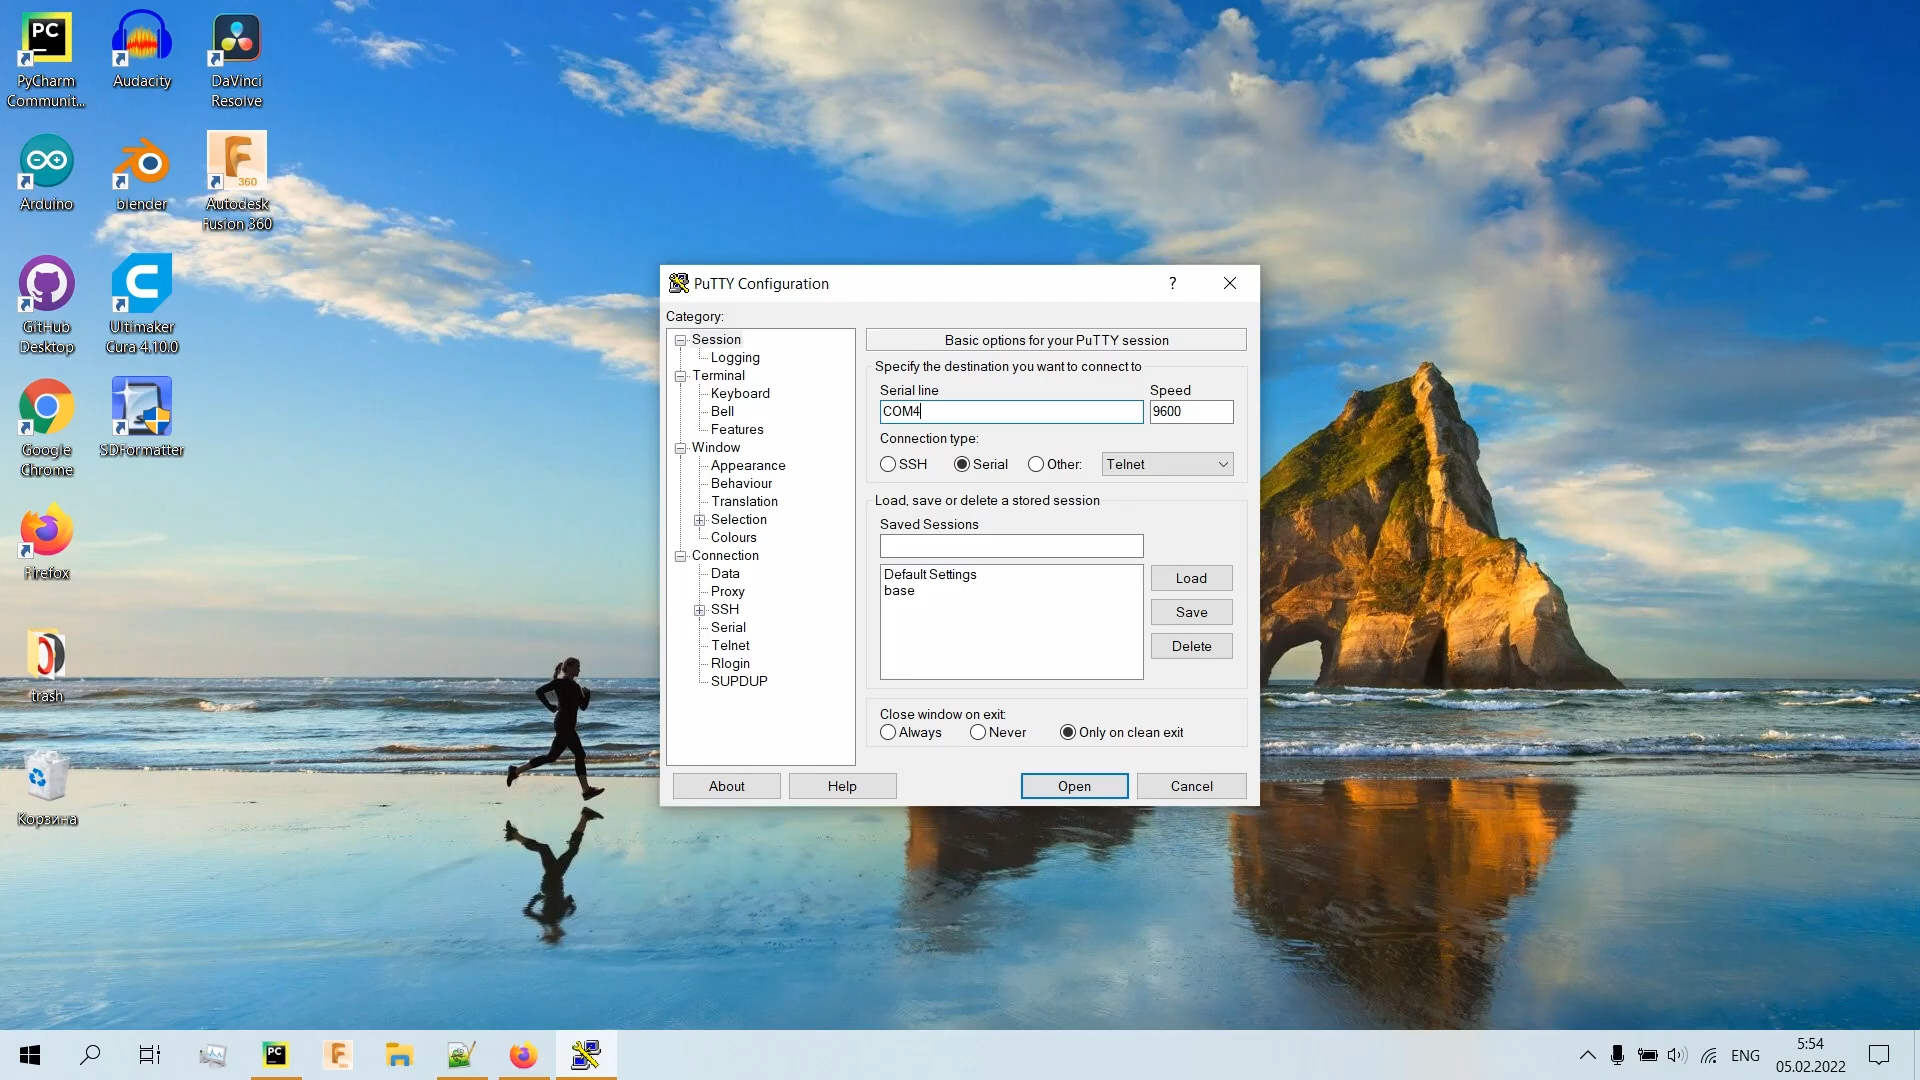 PyCharm
Communit...
Audacity
DaVinci
Resolve
Arduino
blender
360
Autodesk
Fusion 360
GitHub
Desktop
Ultimaker
Cura 4.10.0
Google
Chrome
SDFormatter
Firefox
trash
Корзина
PuTTY Configuration
?
Category:
Session
Logging
Terminal
Keyboard
Bell
Features
Window
Appearance
Behaviour
Translation
Selection
Colours
Connection
Data
Proxy
SSH
Serial
Telnet
Rlogin
SUPDUP
Basic options for your PuTTY session
Specify the destination you want to connect to
Serial line Speed
COM4 9600
Connection type:
SSH Serial Other: Telnet
Load, save or delete a stored session
Saved Sessions
Default Settings
base
Load
Save
Delete
Close window on exit:
Always Never Only on clean exit
About Help Open Cancel
PC
ENG
5:54
05.02.2022